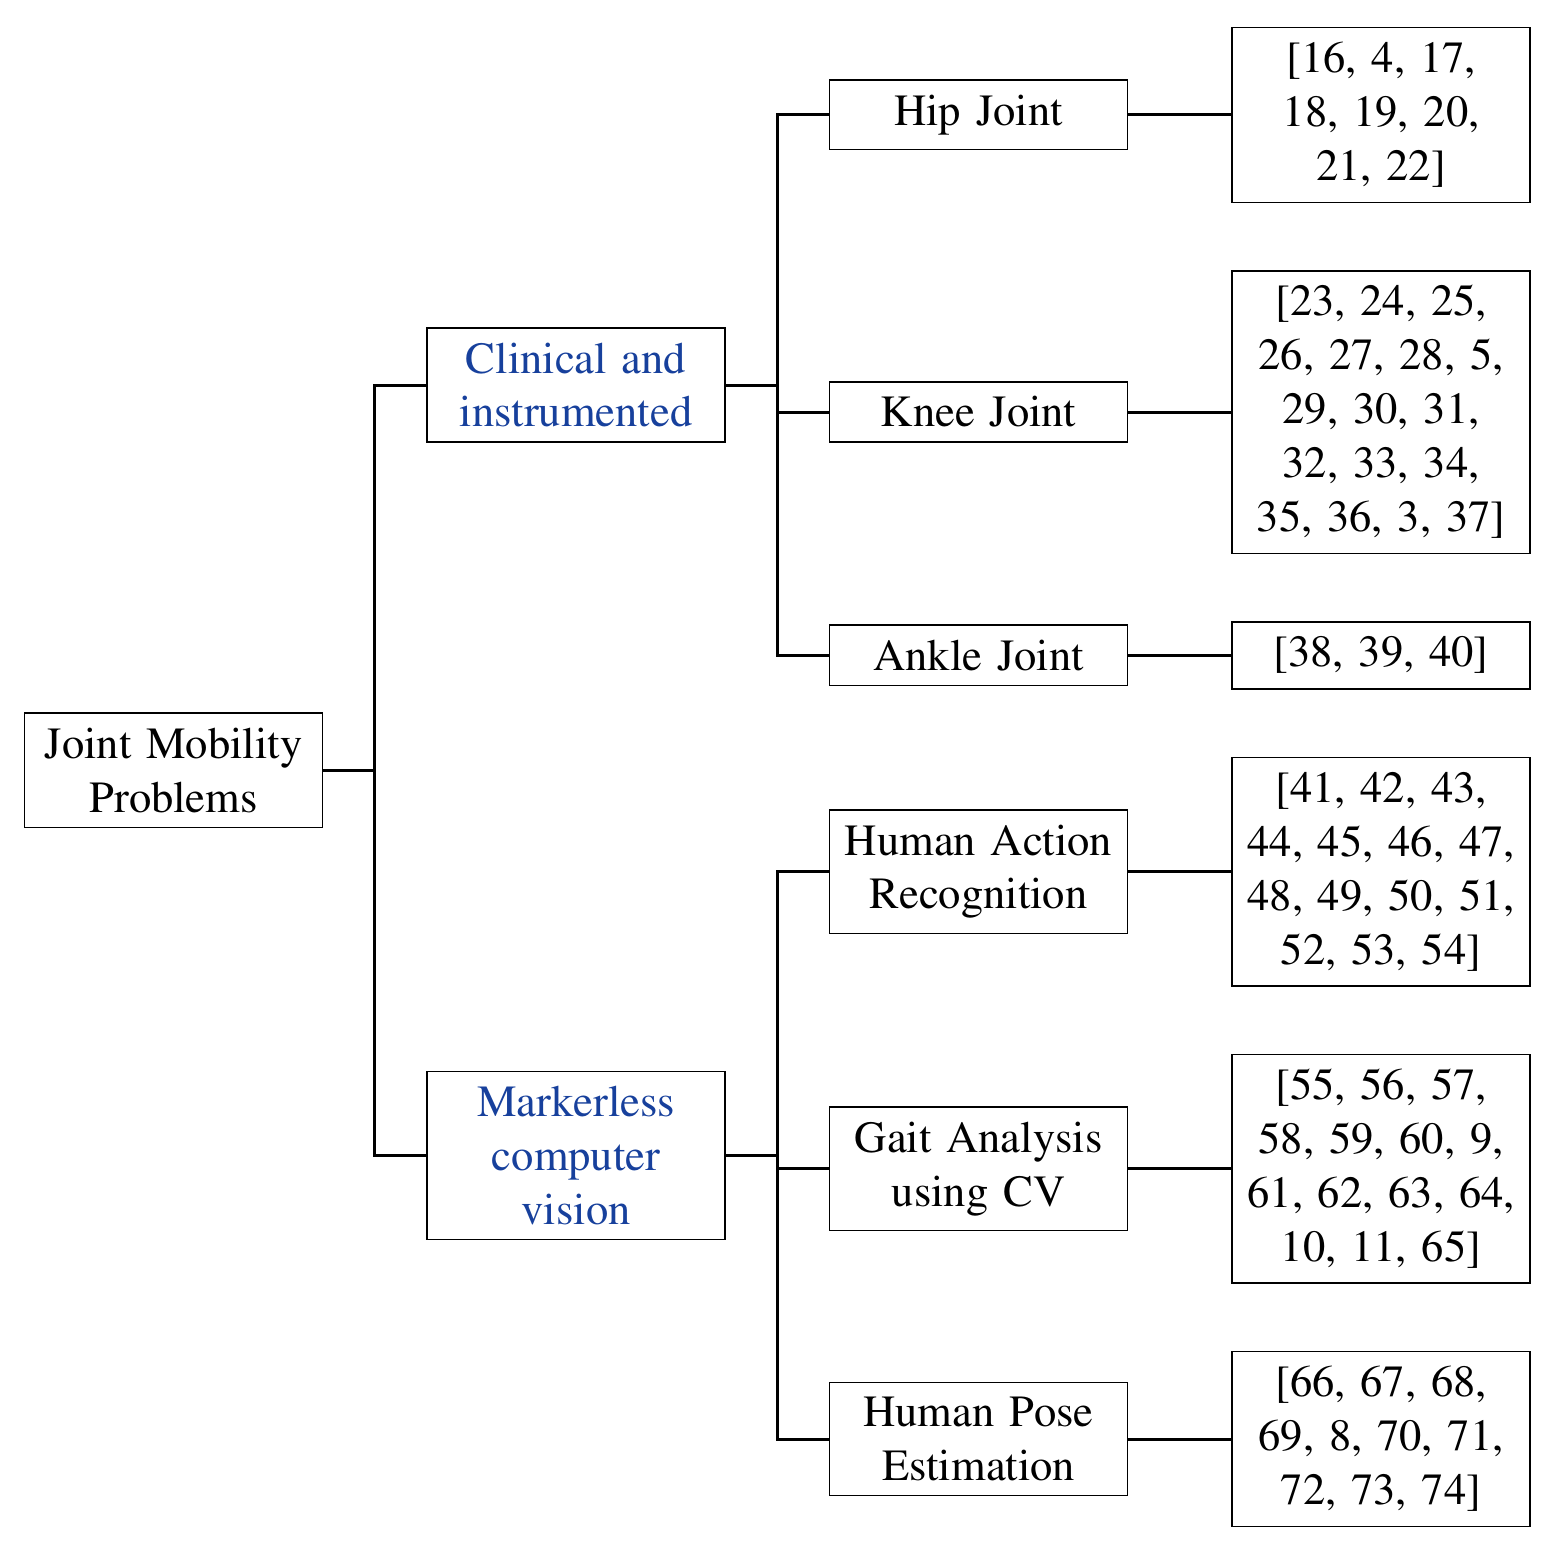 Joint Mobility
Problems
Clinical and
instrumented
Hip Joint
[16, 4, 17,
18, 19, 20,
21, 22]
Knee Joint
[23, 24, 25,
26, 27, 28, 5,
29, 30, 31,
32, 33, 34,
35, 36, 3, 37]
Ankle Joint
[38, 39, 40]
Markerless
computer
vision
Human Action
Recognition
[41, 42, 43,
44, 45, 46, 47,
48, 49, 50, 51,
52, 53, 54]
Gait Analysis
using CV
[55, 56, 57,
58, 59, 60, 9,
61, 62, 63, 64,
10, 11, 65]
Human Pose
Estimation
[66, 67, 68,
69, 8, 70, 71,
72, 73, 74]